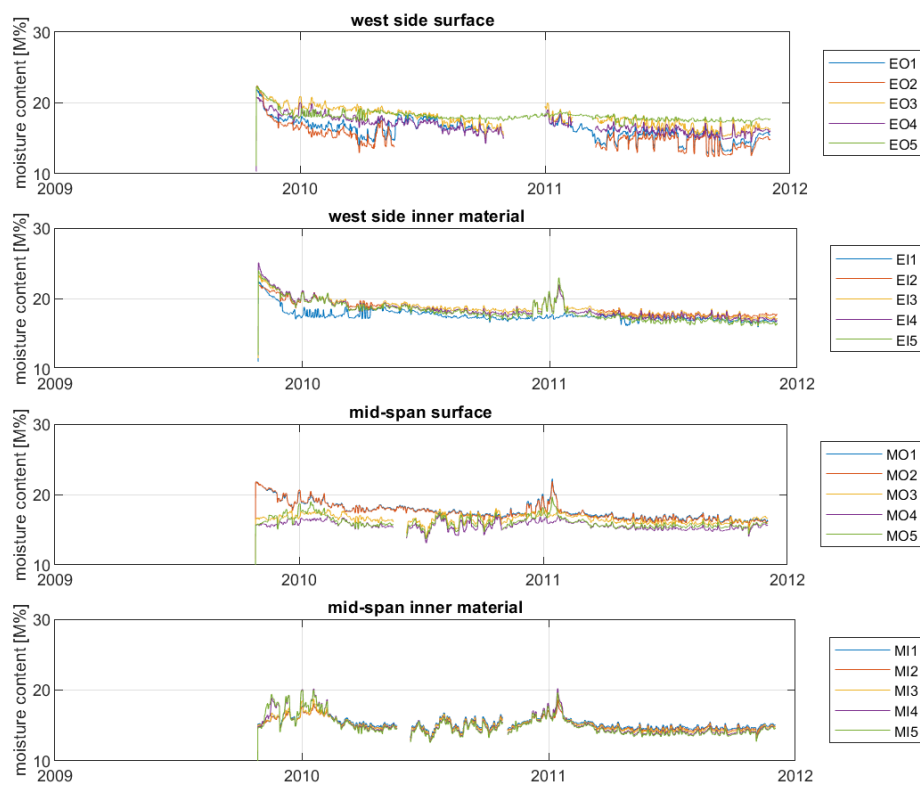 west side surface
moisture content [M%]
30
20
10
2009
2010
2011
2012
EO1
EO2
EO3
EO4
EO5
west side inner material
moisture content [M%]
30
20
10
2009
2010
2011
2012
EI1
EI2
EI3
EI4
EI5
mid-span surface
moisture content [M%]
30
20
10
2009
2010
2011
2012
MO1
MO2
MO3
MO4
MO5
mid-span inner material
moisture content [M%]
30
20
10
2009
2010
2011
2012
MI1
MI2
MI3
MI4
MI5